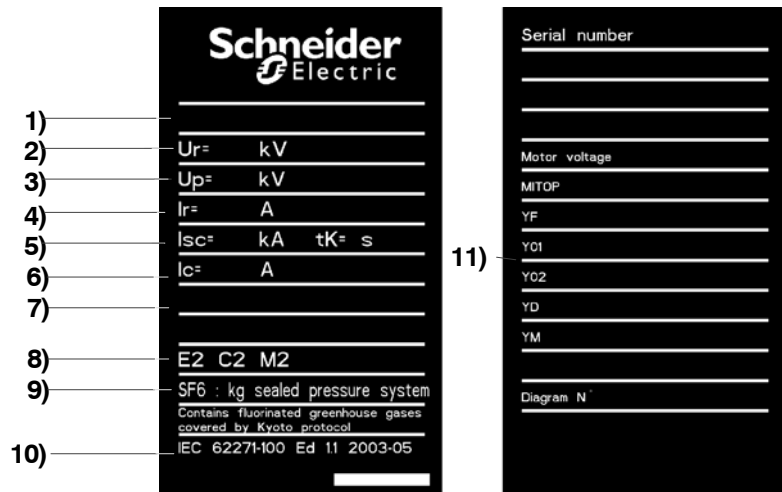 Schneider
Electric
1)
2) Ur= kV
3) Up= kV
4) Ir= A
5) Isc= kA tK= s
6) Ic= A
7)
8) E2 C2 M2
9) SF6 : kg sealed pressure system
Contains fluorinated greenhouse gases
covered by Kyoto protocol
10) IEC 62271-100 Ed 1.1 2003-05
Serial number
Motor voltage
MITOP
YF
Y01
11)
Y02
YD
YM
Diagram N°